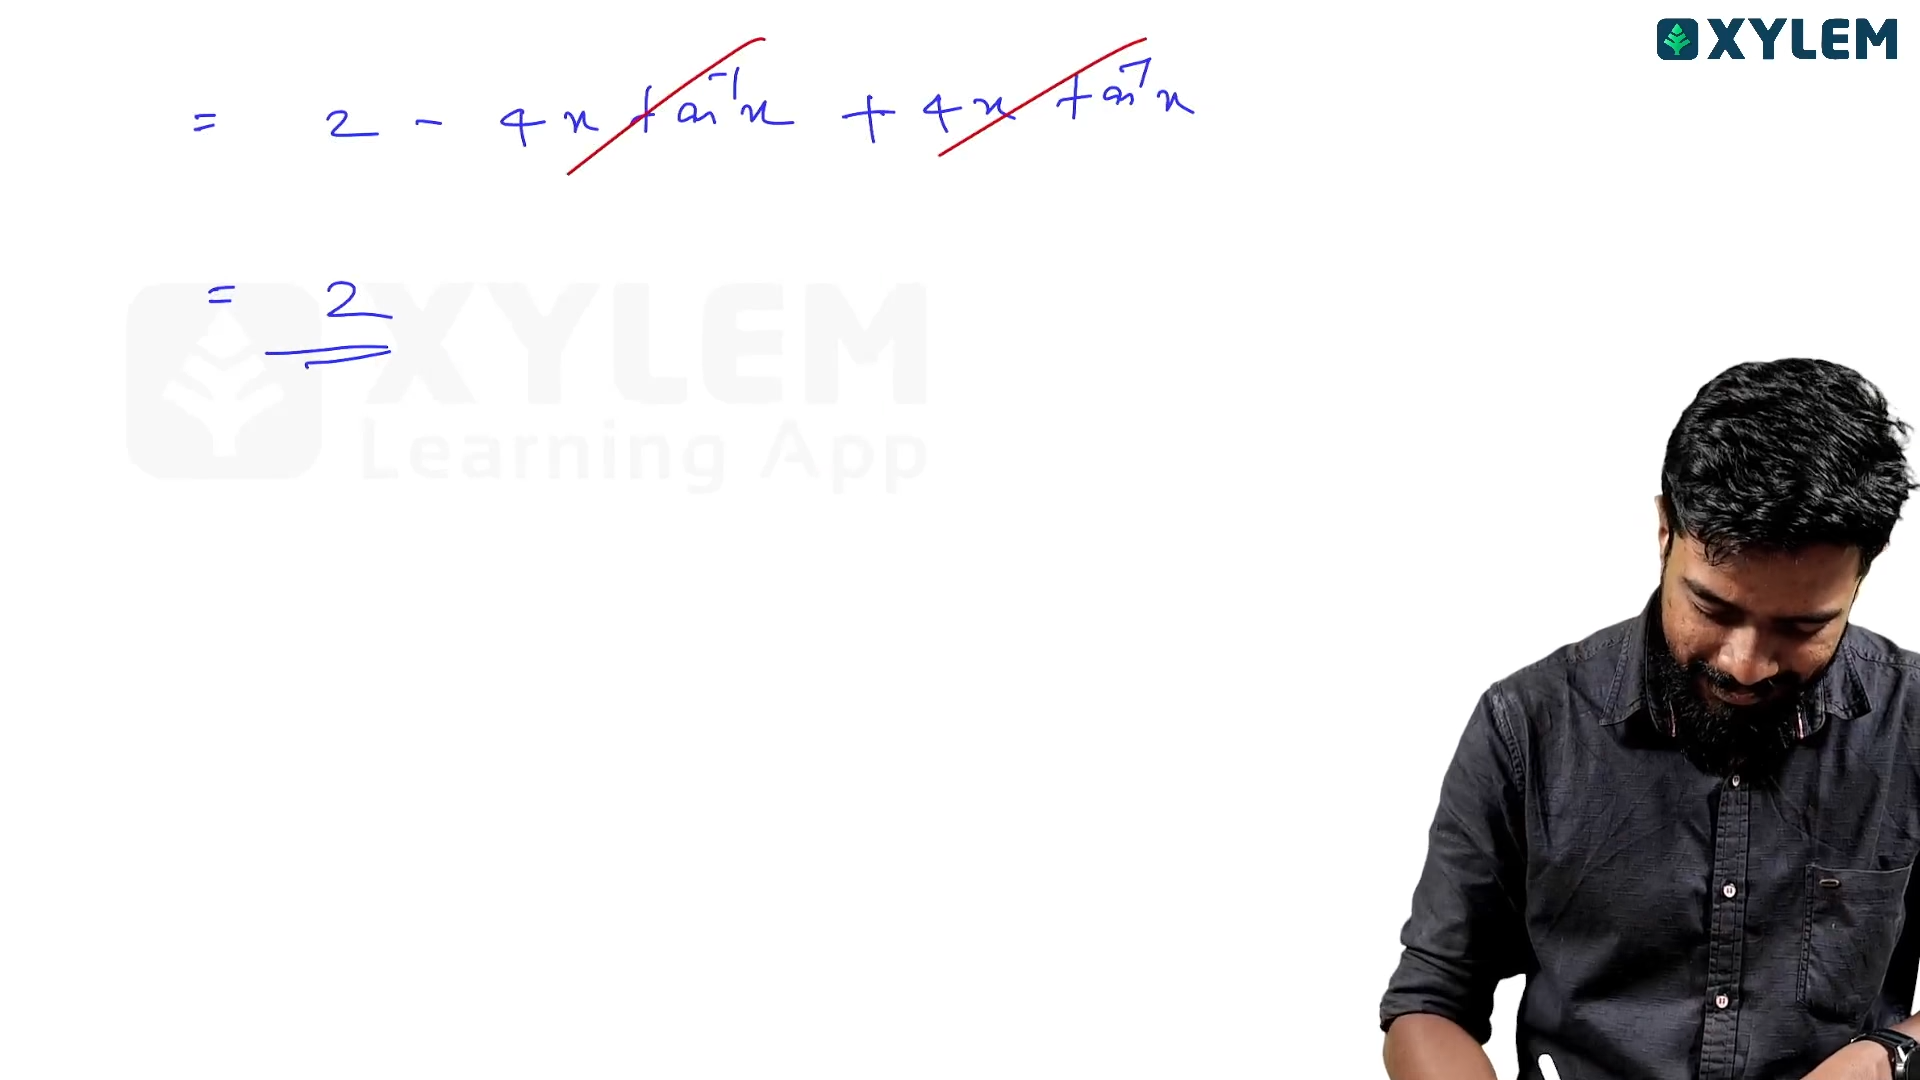 XYLEM
= 2 - 4x tan⁻¹x + 4x tan⁻¹x
= 2
XYLEM
Learning App